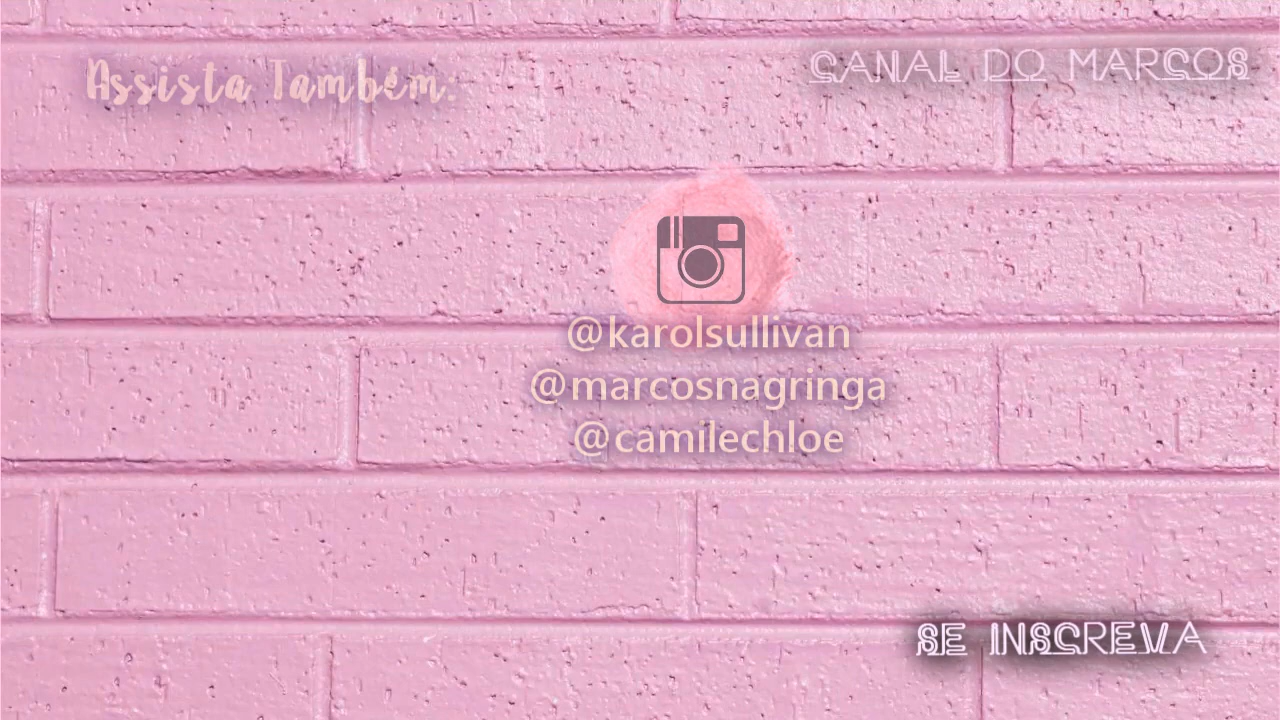 Assista Também:
CANAL DO MARCOS
@karolsullivan
@marcosnagringa
@camilechloe
SE INSCREVA